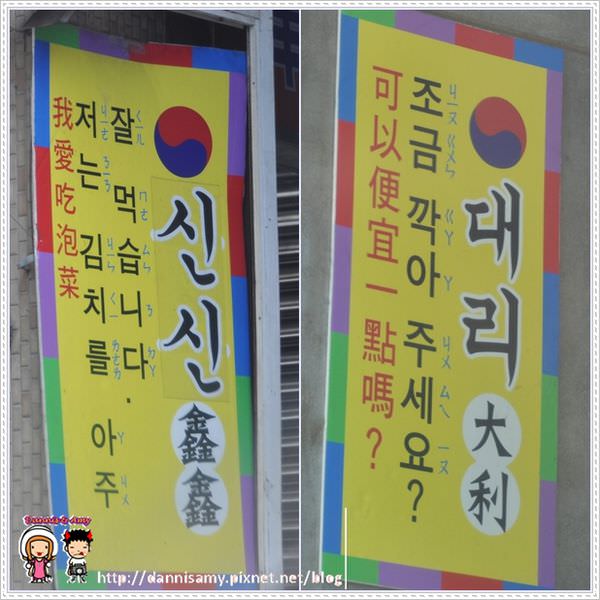 我愛吃泡菜
저는 김치를 아주
잘 먹습니다.
신신
鑫鑫
可以便宜一點嗎?
조금 깍아 주세요?
대리
大利
http://dannisamy.pixnet.net/blog